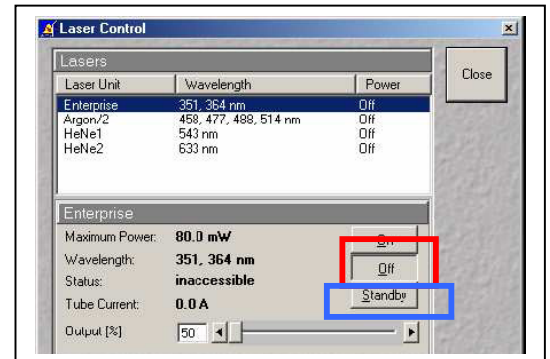 Laser Control
Lasers
Close
Laser Unit Wavelength Power
Enterprise 351, 364 nm Off
Argon/2 458, 477, 488, 514 nm Off
HeNe1 543 nm Off
HeNe2 633 nm Off
Enterprise
Maximum Power: 80.0 mW
On
Wavelength: 351, 364 nm
Off
Status: inaccessible
Standby
Tube Current: 0.0 A
Output [%] 50